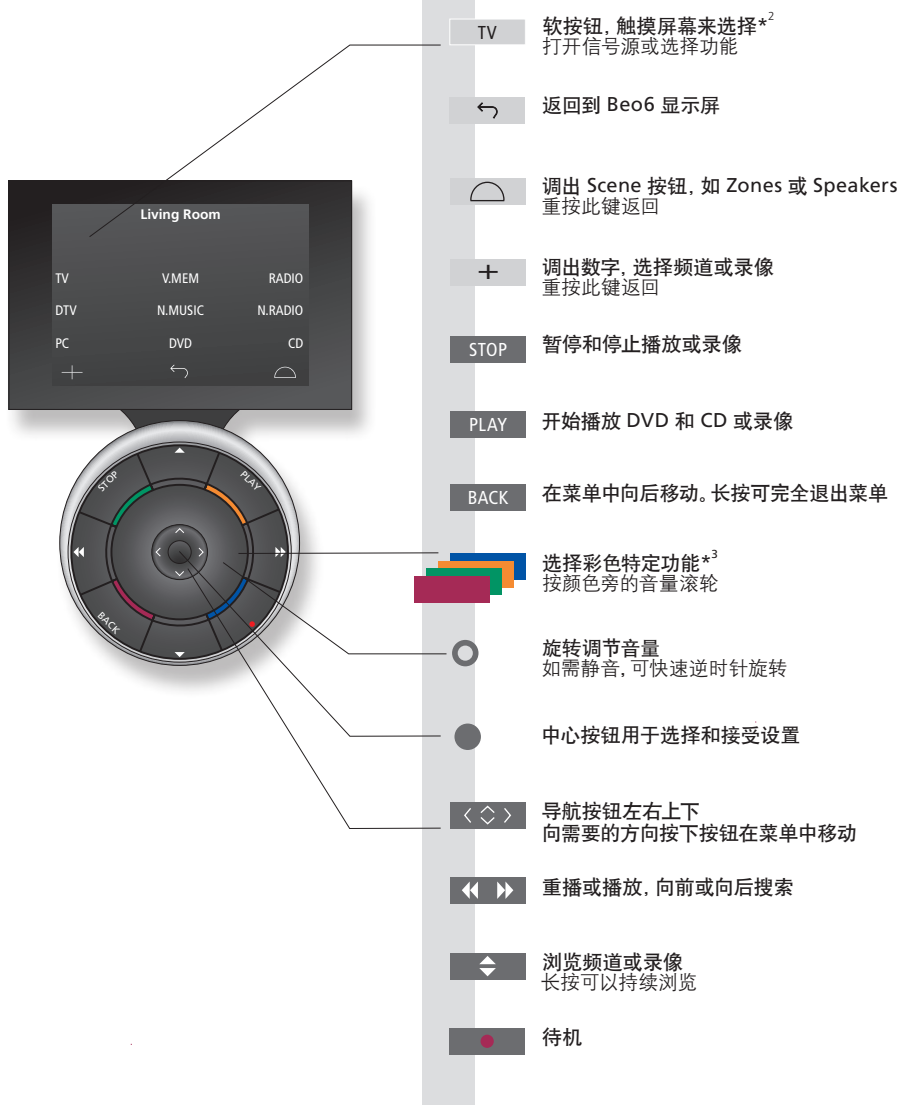 TV 软按钮, 触摸屏幕来选择*2
打开信号源或选择功能
返回到 Beo6 显示屏
调出 Scene 按钮, 如 Zones 或 Speakers
重按此键返回
调出数字, 选择频道或录像
重按此键返回
STOP 暂停和停止播放或录像
PLAY 开始播放 DVD 和 CD 或录像
BACK 在菜单中向后移动。长按可完全退出菜单
选择彩色特定功能*3
按颜色旁的音量滚轮
旋转调节音量
如需静音, 可快速逆时针旋转
中心按钮用于选择和接受设置
导航按钮左右上下
向需要的方向按下按钮在菜单中移动
重播或播放, 向前或向后搜索
浏览频道或录像
长按可以持续浏览
待机
Living Room
TV V.MEM RADIO
DTV N.MUSIC N.RADIO
PC DVD CD
STOP
PLAY
BACK